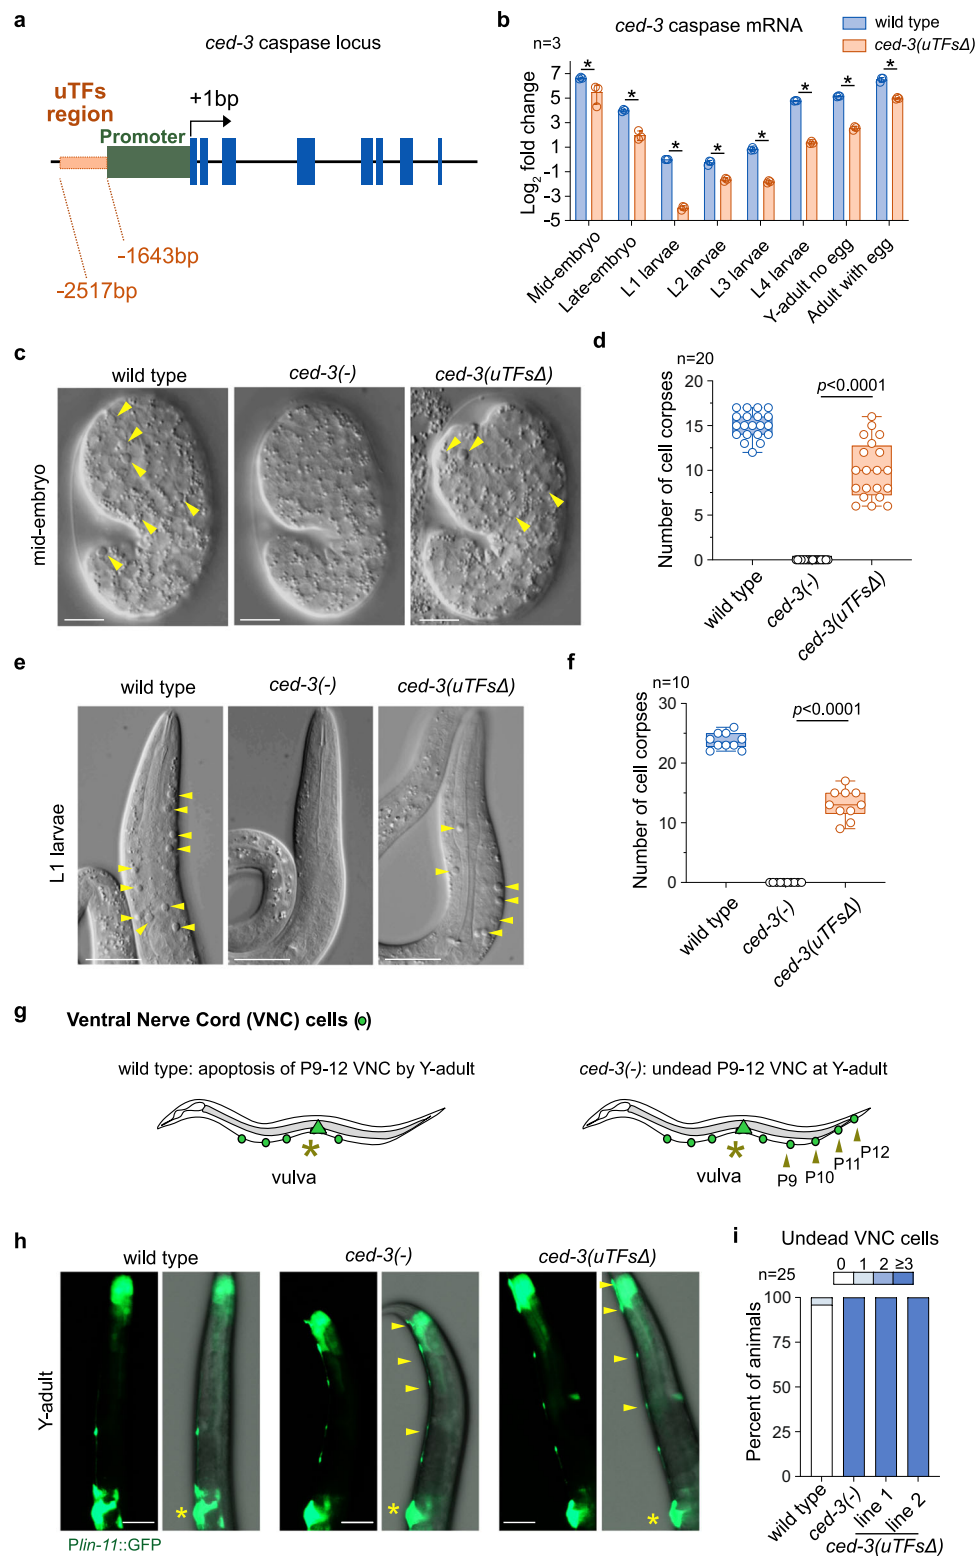 a
ced-3 caspase locus
uTFs
region
+1bp
Promoter
-1643bp
-2517bp
b
ced-3 caspase mRNA
wild type
ced-3(uTFsΔ)
n=3
Log2 fold change
7
5
3
1
-1
-3
-5
* * * * * * * *
Mid-embryo
Late-embryo
L1 larvae
L2 larvae
L3 larvae
L4 larvae
Y-adult no egg
Adult with egg
c
wild type
ced-3(-)
ced-3(uTFsΔ)
mid-embryo
d
n=20
p<0.0001
Number of cell corpses
20
15
10
5
0
wild type
ced-3(-)
ced-3(uTFsΔ)
e
wild type
ced-3(-)
ced-3(uTFsΔ)
L1 larvae
f
n=10
p<0.0001
Number of cell corpses
30
20
10
0
wild type
ced-3(-)
ced-3(uTFsΔ)
g
Ventral Nerve Cord (VNC) cells ( )
wild type: apoptosis of P9-12 VNC by Y-adult
*
vulva
ced-3(-): undead P9-12 VNC at Y-adult
*
vulva
P9
P10
P11
P12
h
wild type
ced-3(-)
ced-3(uTFsΔ)
Y-adult
* * *
Plin-11::GFP
i
Undead VNC cells
0 1 2 ≥3
n=25
Percent of animals
100
75
50
25
0
wild type
ced-3(-)
line 1
line 2
ced-3(uTFsΔ)